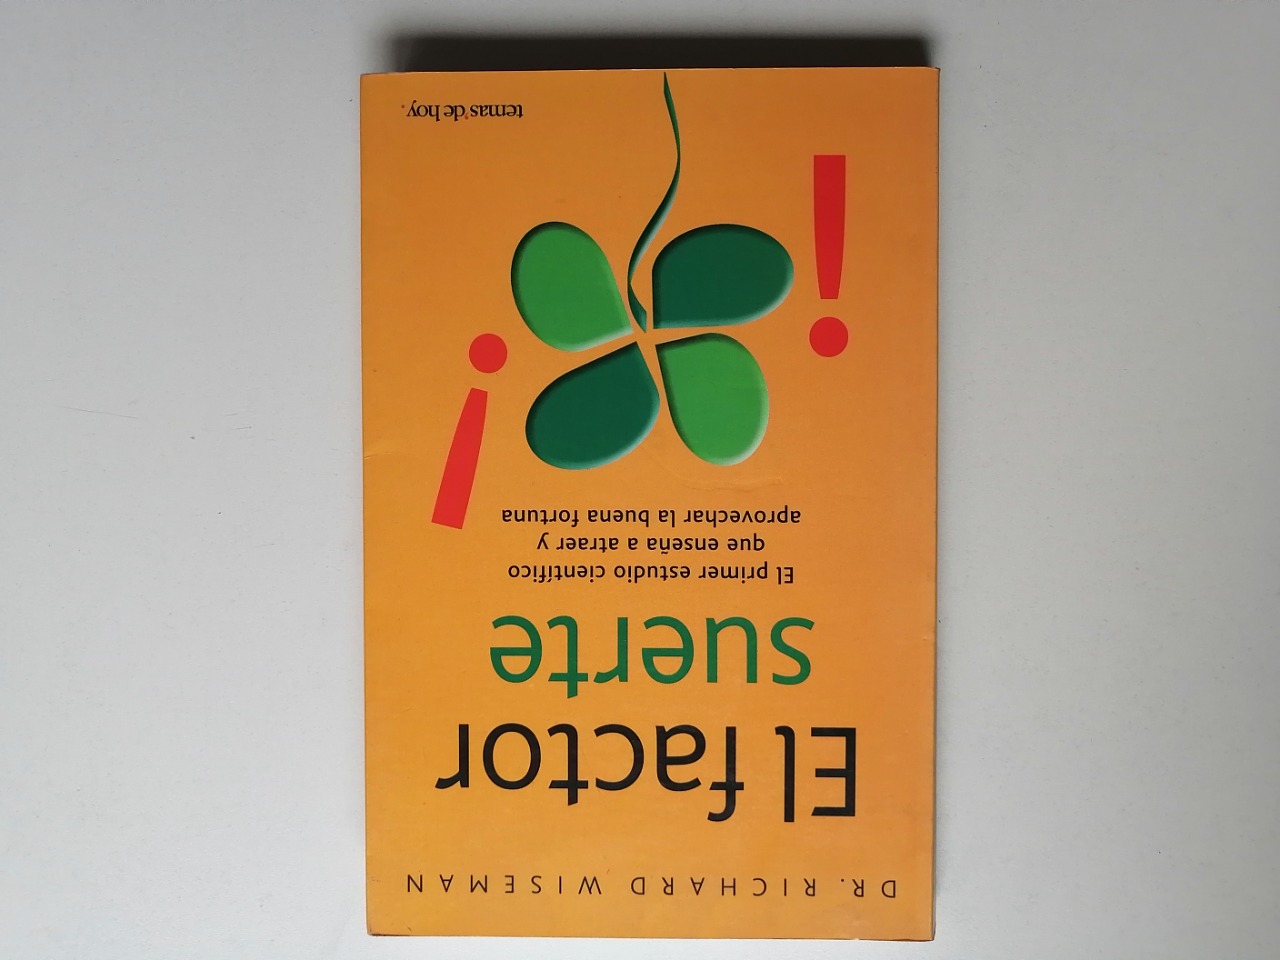 DR. RICHARD WISEMAN
El factor
suerte
El primer estudio científico
que enseña a atraer y
aprovechar la buena fortuna
¡ !
temas'de hoy.